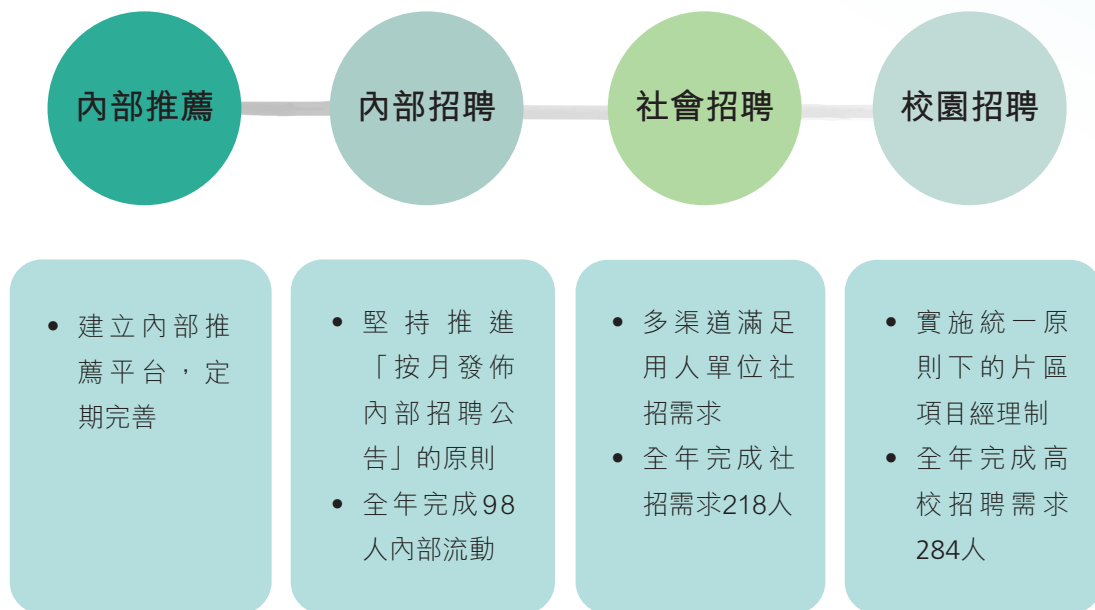 內部推薦
內部招聘
社會招聘
校園招聘
• 建立內部推
薦平台，定
期完善
• 堅持推進
「按月發佈
內部招聘公
告」的原則
• 全年完成98
人內部流動
• 多渠道滿足
用人單位社
招需求
• 全年完成社
招需求218人
• 實施統一原
則下的片區
項目經理制
• 全年完成高
校招聘需求
284人